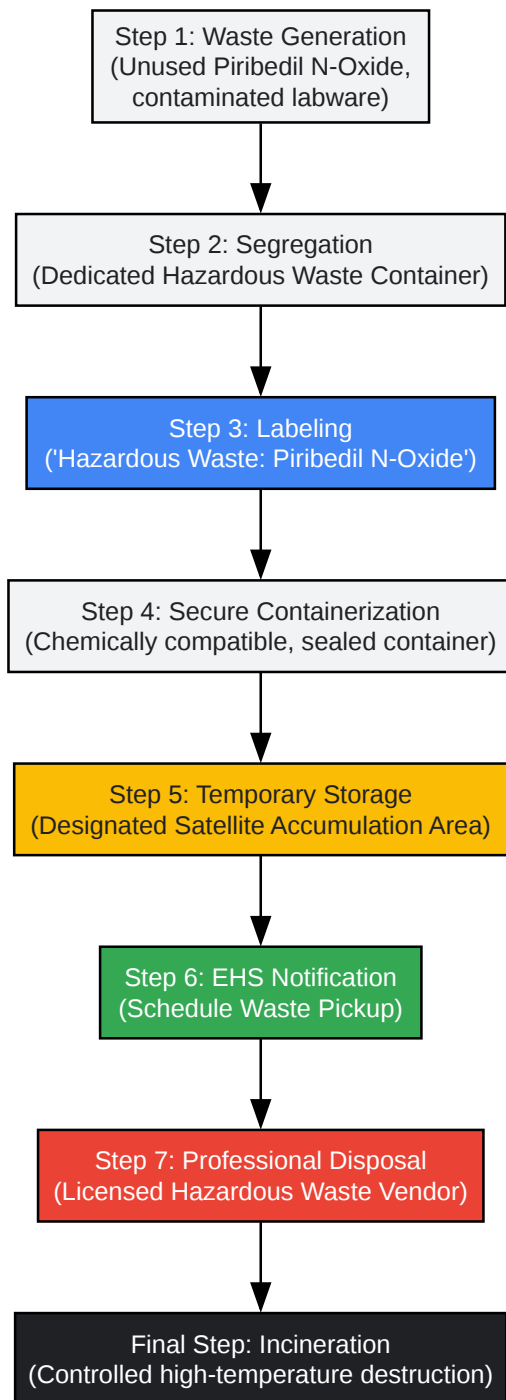 Step 1: Waste Generation
(Unused Piribedil N-Oxide,
contaminated labware)
Step 2: Segregation
(Dedicated Hazardous Waste Container)
Step 3: Labeling
('Hazardous Waste: Piribedil N-Oxide')
Step 4: Secure Containerization
(Chemically compatible, sealed container)
Step 5: Temporary Storage
(Designated Satellite Accumulation Area)
Step 6: EHS Notification
(Schedule Waste Pickup)
Step 7: Professional Disposal
(Licensed Hazardous Waste Vendor)
Final Step: Incineration
(Controlled high-temperature destruction)